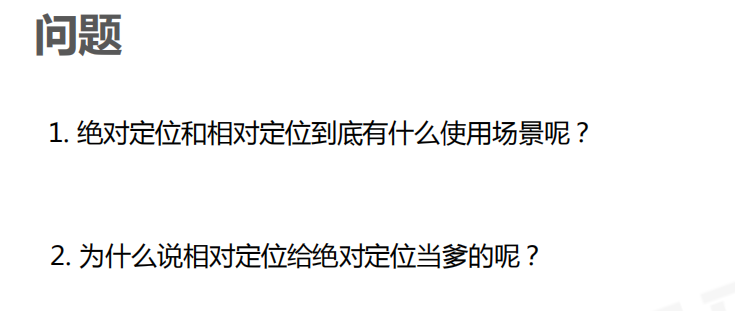 问题
1. 绝对定位和相对定位到底有什么使用场景呢？
2. 为什么说相对定位给绝对定位当爹的呢？